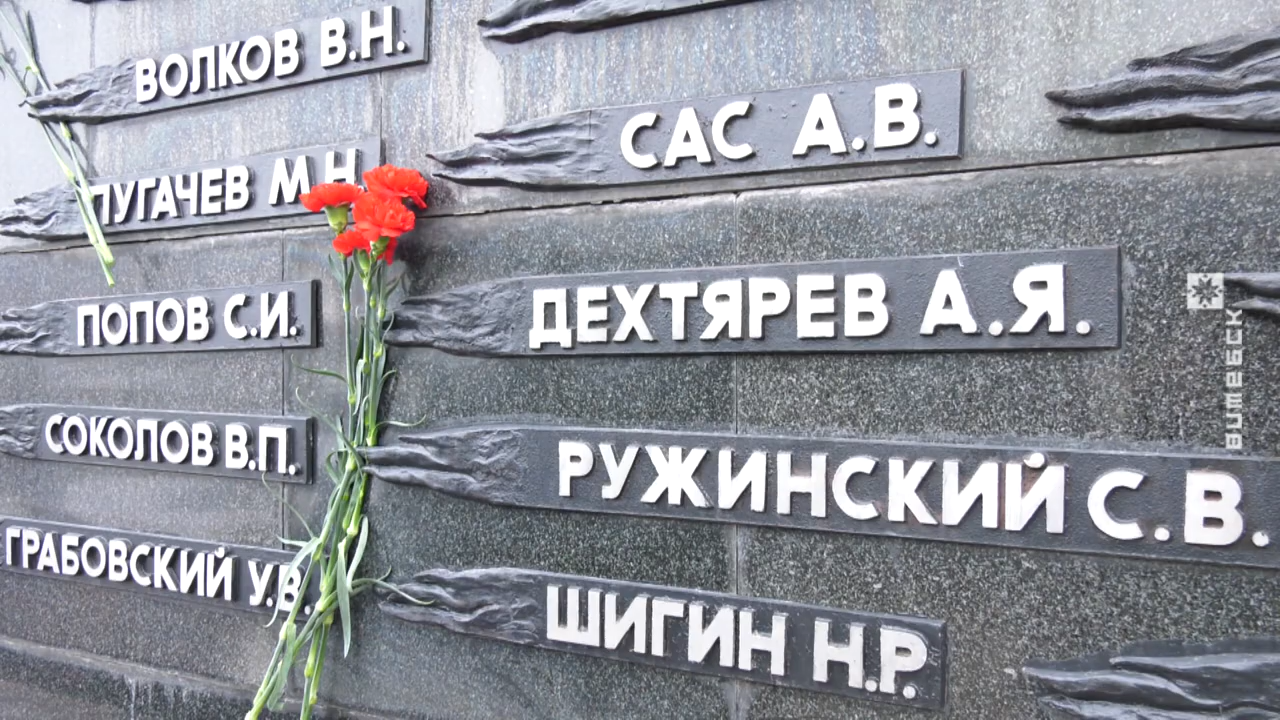 ВОЛКОВ В.Н.
ПУГАЧЕВ М.Н
ПОПОВ С.И.
СОКОЛОВ В.П.
ГРАБОВСКИЙ У.В.
САС А.В.
ДЕХТЯРЕВ А.Я.
РУЖИНСКИЙ С.В.
ШИГИН Н.Р.
ВИТЕБСК